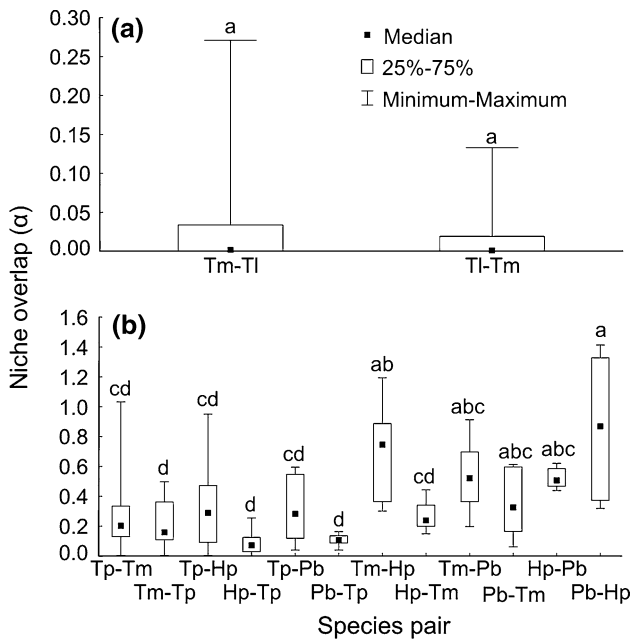 (a)
a
a
Median
25%-75%
Minimum-Maximum
0.30
0.25
0.20
0.15
0.10
0.05
0.00
Tm-Tl
Tl-Tm
Niche overlap (α)
(b)
cd
d
cd
d
cd
d
ab
cd
abc
abc
abc
a
1.6
1.4
1.2
1.0
0.8
0.6
0.4
0.2
0.0
Tp-Tm
Tm-Tp
Tp-Hp
Hp-Tp
Tp-Pb
Pb-Tp
Tm-Hp
Hp-Tm
Tm-Pb
Pb-Tm
Hp-Pb
Pb-Hp
Species pair